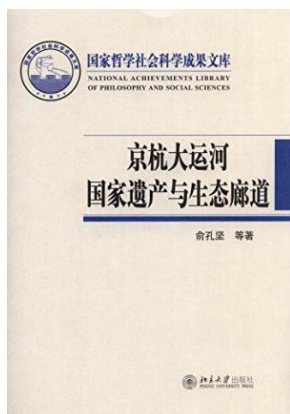 国家哲学社会科学成果文库
NATIONAL ACHIEVEMENTS LIBRARY
OF PHILOSOPHY AND SOCIAL SCIENCES
京杭大运河
国家遗产与生态廊道
俞孔坚 等著
北京大学出版社
PEKING UNIVERSITY PRESS